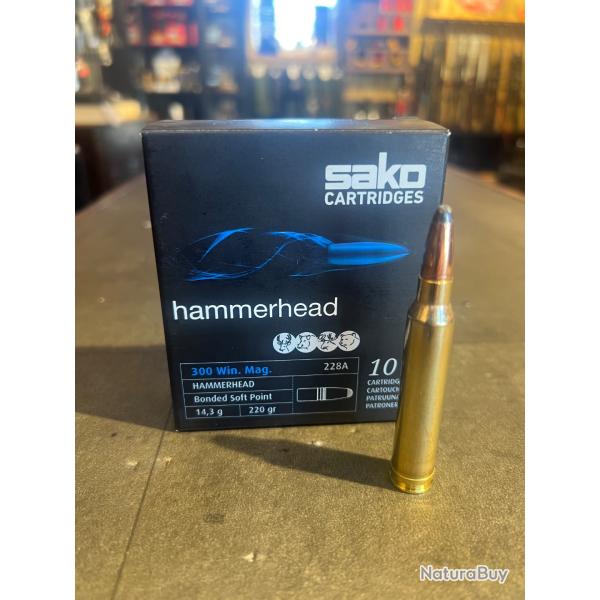 sako
CARTRIDGES
hammerhead
300 Win. Mag. 228A
HAMMERHEAD
Bonded Soft Point
14,3 g 220 gr
10
NaturaBuy